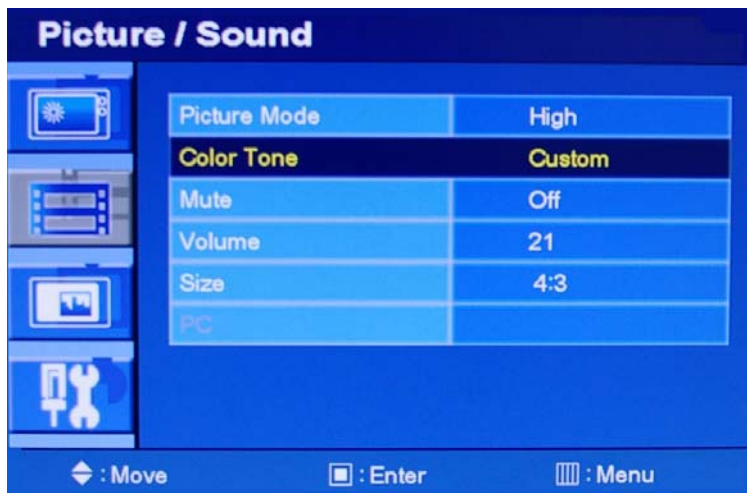 Picture / Sound
Picture Mode High
Color Tone Custom
Mute Off
Volume 21
Size 4:3
PC
: Move : Enter : Menu